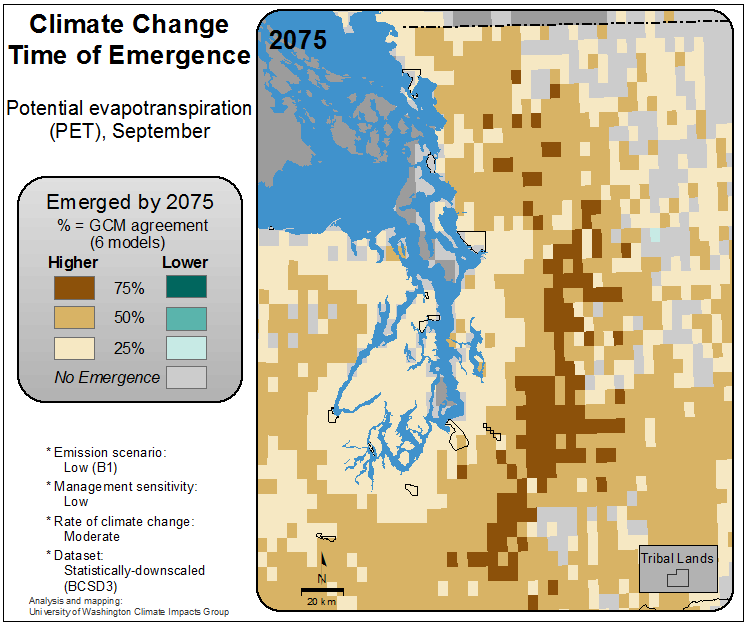 Climate Change
Time of Emergence
Potential evapotranspiration
(PET), September
Emerged by 2075
% = GCM agreement
(6 models)
Higher Lower
75%
50%
25%
No Emergence
* Emission scenario:
Low (B1)
* Management sensitivity:
Low
* Rate of climate change:
Moderate
* Dataset:
Statistically-downscaled
(BCSD3)
Analysis and mapping:
University of Washington Climate Impacts Group
2075
N
20 km
Tribal Lands